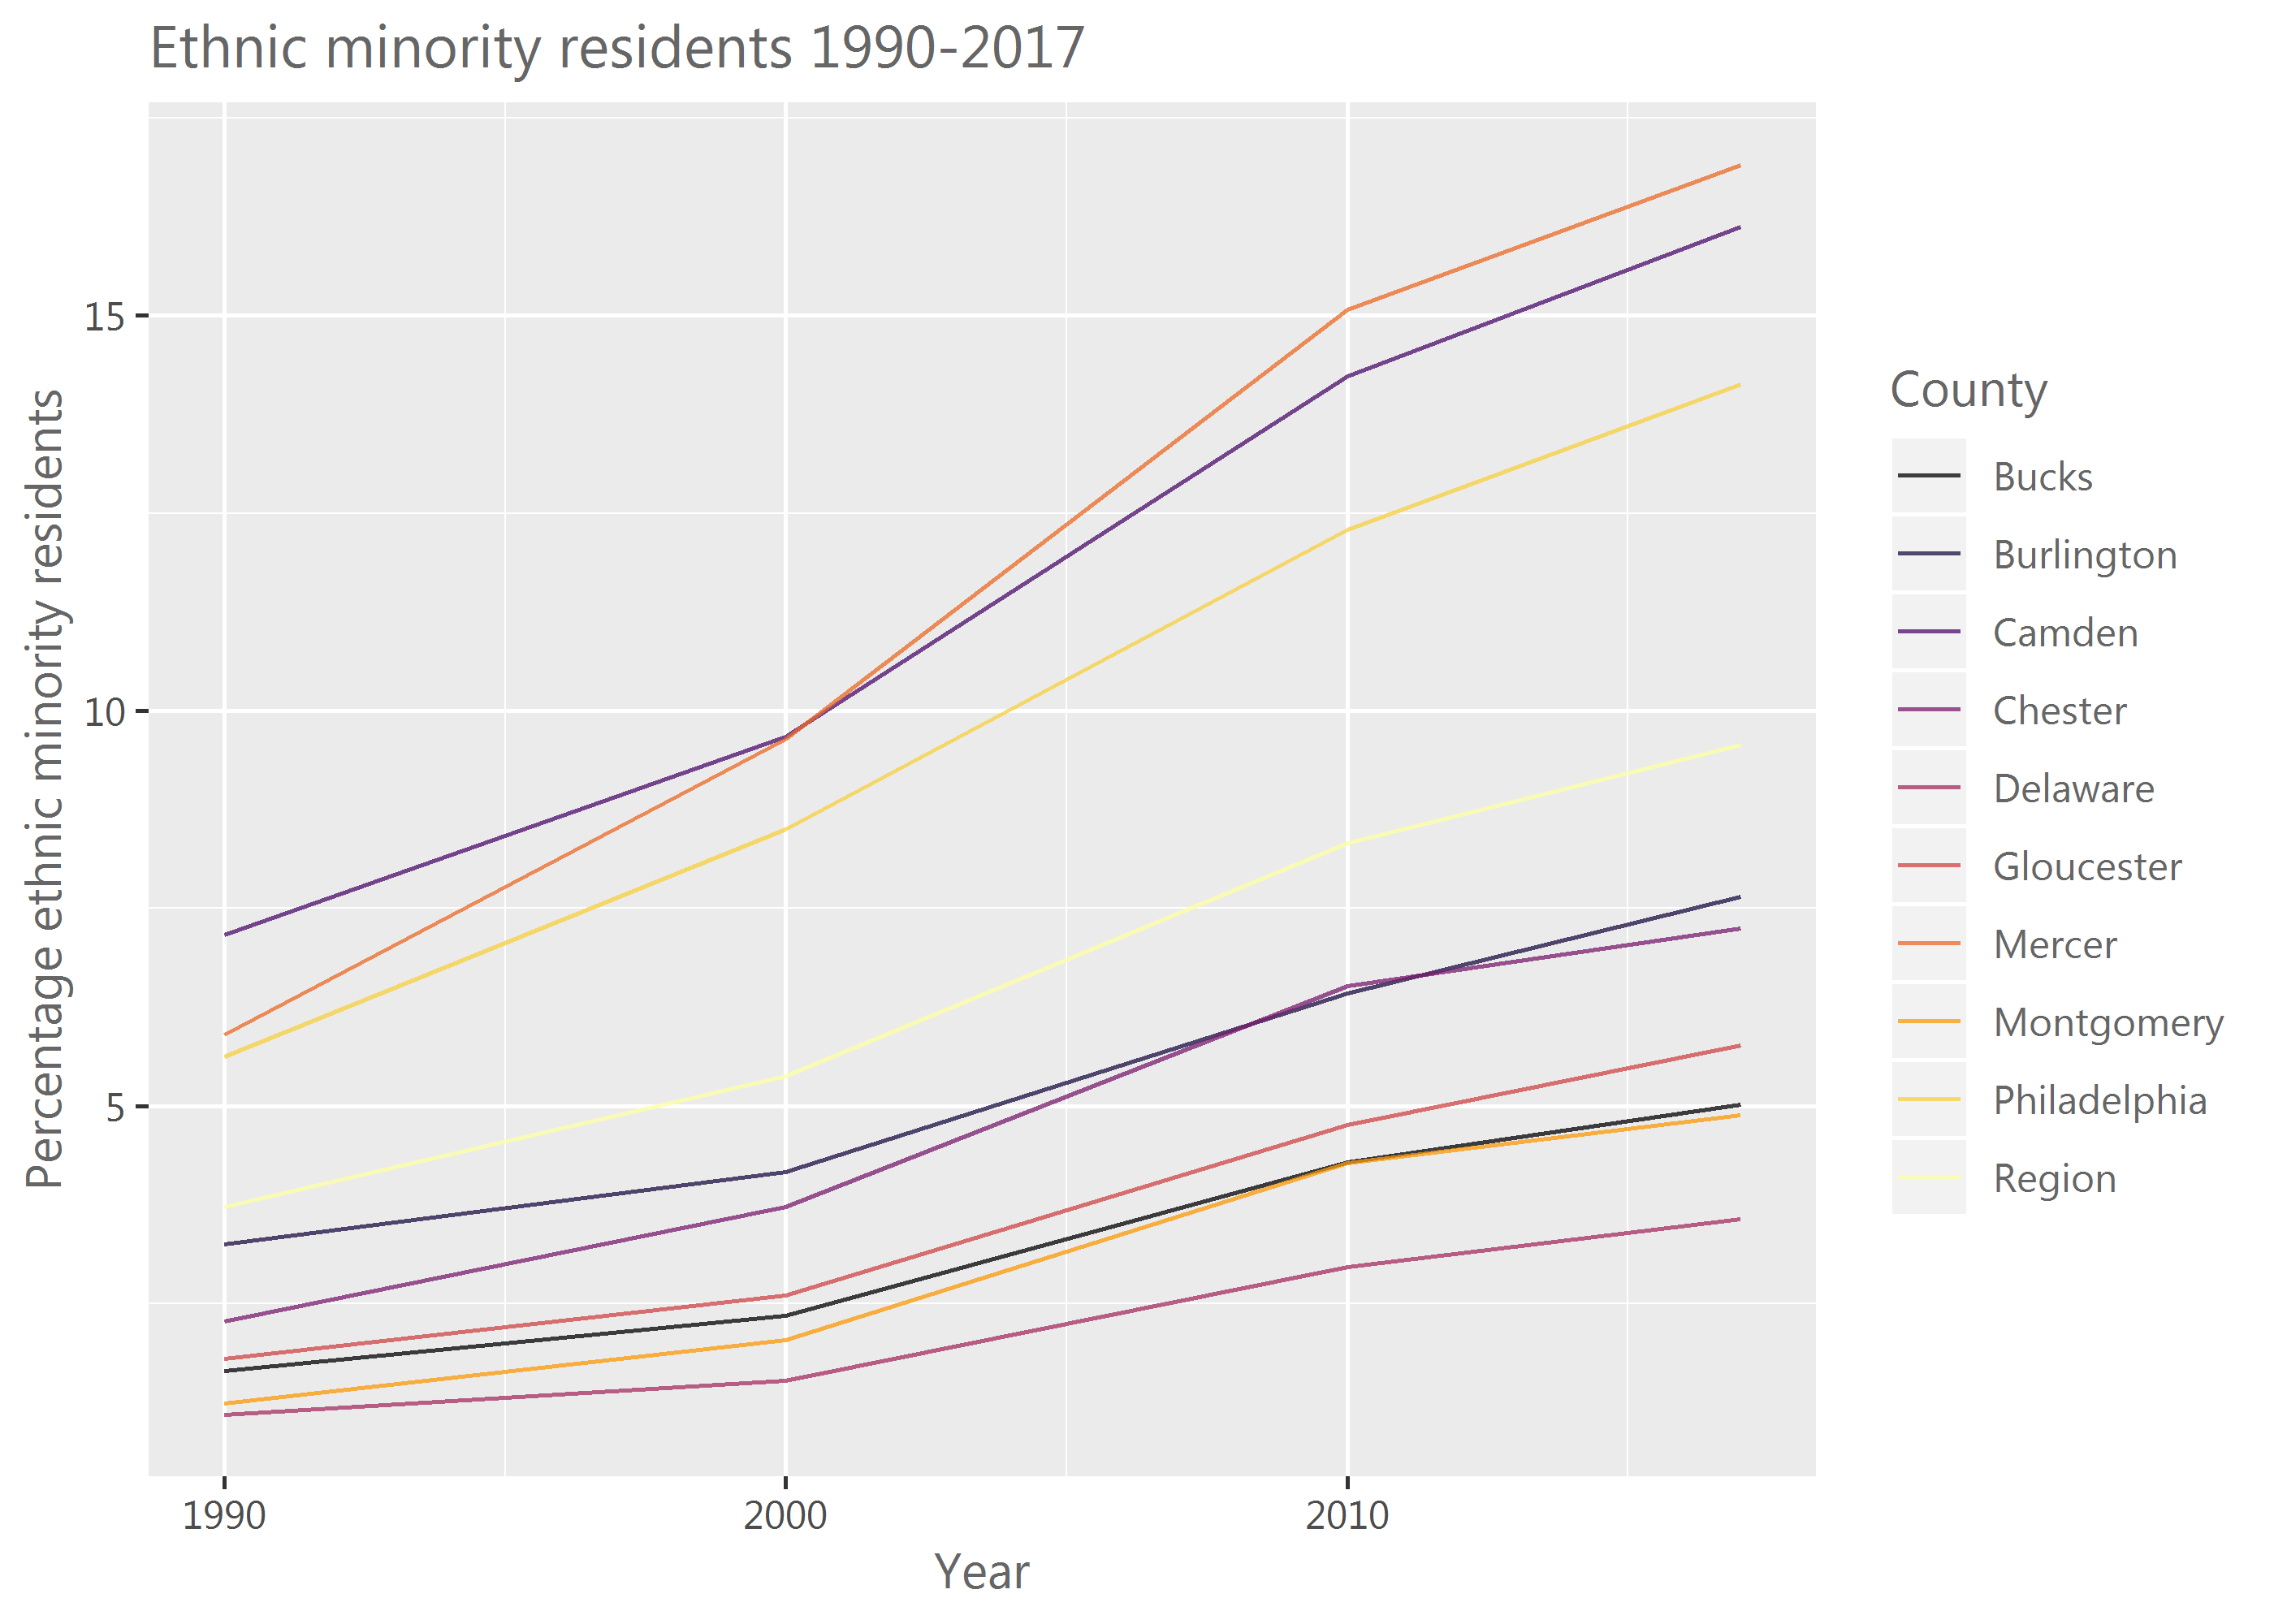 Ethnic minority residents 1990-2017
Percentage ethnic minority residents
15
10
5
1990
2000
2010
Year
County
Bucks
Burlington
Camden
Chester
Delaware
Gloucester
Mercer
Montgomery
Philadelphia
Region